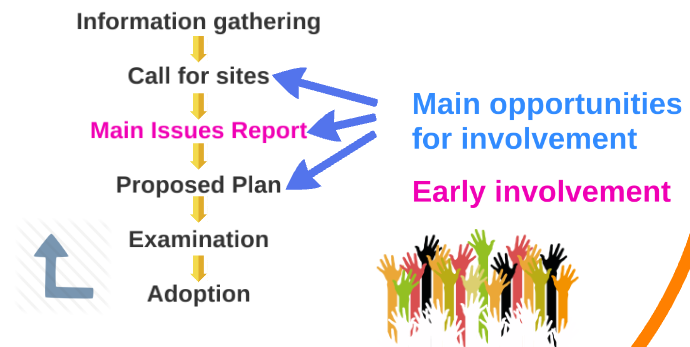 Information gathering
Call for sites
Main Issues Report
Proposed Plan
Examination
Adoption
Main opportunities
for involvement
Early involvement